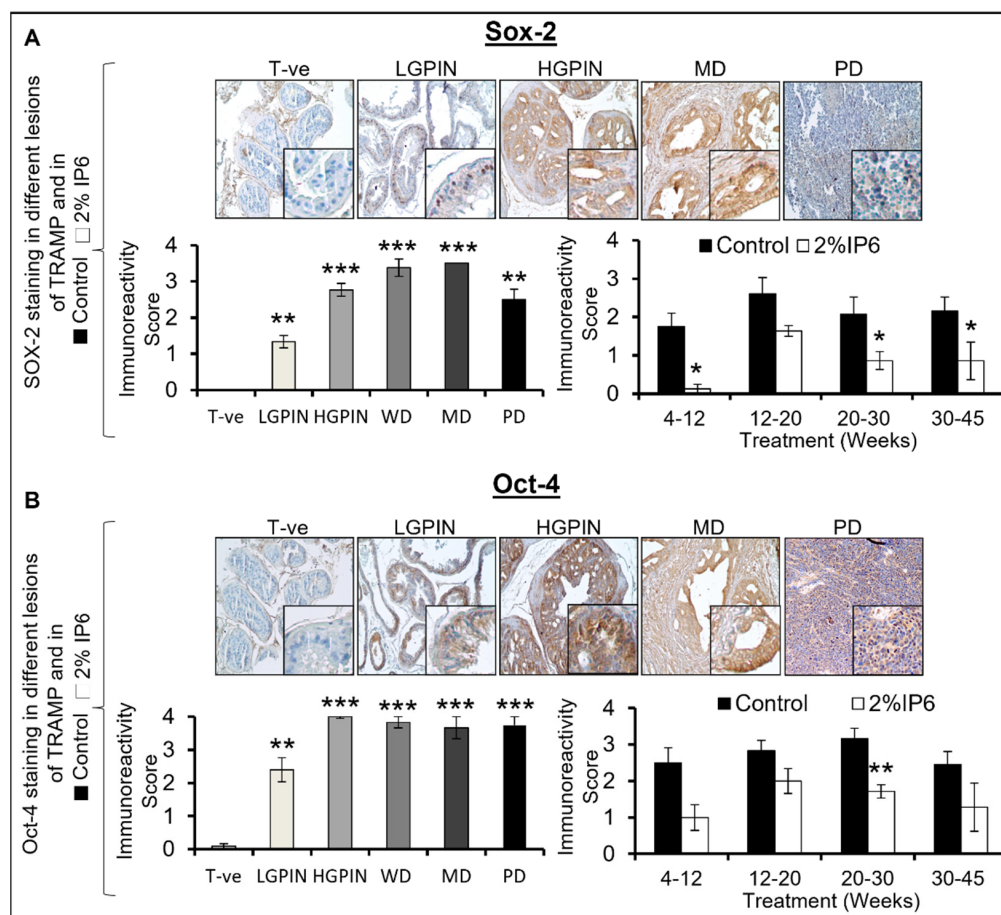 A
Sox-2
SOX-2 staining in different lesions
of TRAMP and in
■ Control □ 2% IP6
T-ve LGPIN HGPIN MD PD
Immunoreactivity
Score
4
3
2
1
0
** *** *** *** **
T-ve LGPIN HGPIN WD MD PD
Immunoreactivity
Score
4
3
2
1
0
■ Control □ 2%IP6
* * *
4-12 12-20 20-30 30-45
Treatment (Weeks)
B
Oct-4
Oct-4 staining in different lesions
of TRAMP and in
■ Control □ 2% IP6
T-ve LGPIN HGPIN MD PD
Immunoreactivity
Score
4
3
2
1
0
** *** *** *** ***
T-ve LGPIN HGPIN WD MD PD
Immunoreactivity
Score
4
3
2
1
0
■ Control □ 2%IP6
**
4-12 12-20 20-30 30-45
Treatment (Weeks)